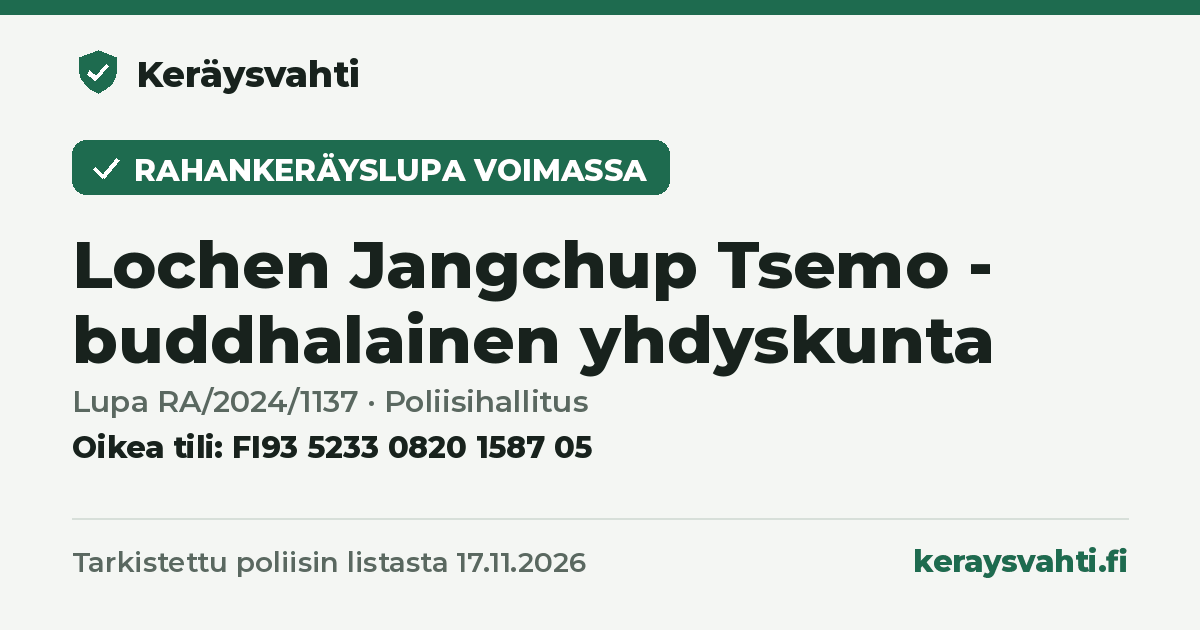 Keräysvahti
RAHANKERÄYSLUPA VOIMASSA
Lochen Jangchup Tsemo -
buddhalainen yhdyskunta
Lupa RA/2024/1137 · Poliisihallitus
Oikea tili: FI93 5233 0820 1587 05
Tarkistettu poliisin listasta 17.11.2026
keraysvahti.fi